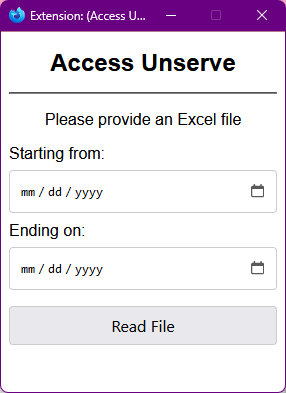 Extension: (Access U...
Access Unserve
Please provide an Excel file
Starting from:
mm / dd / yyyy
Ending on:
mm / dd / yyyy
Read File